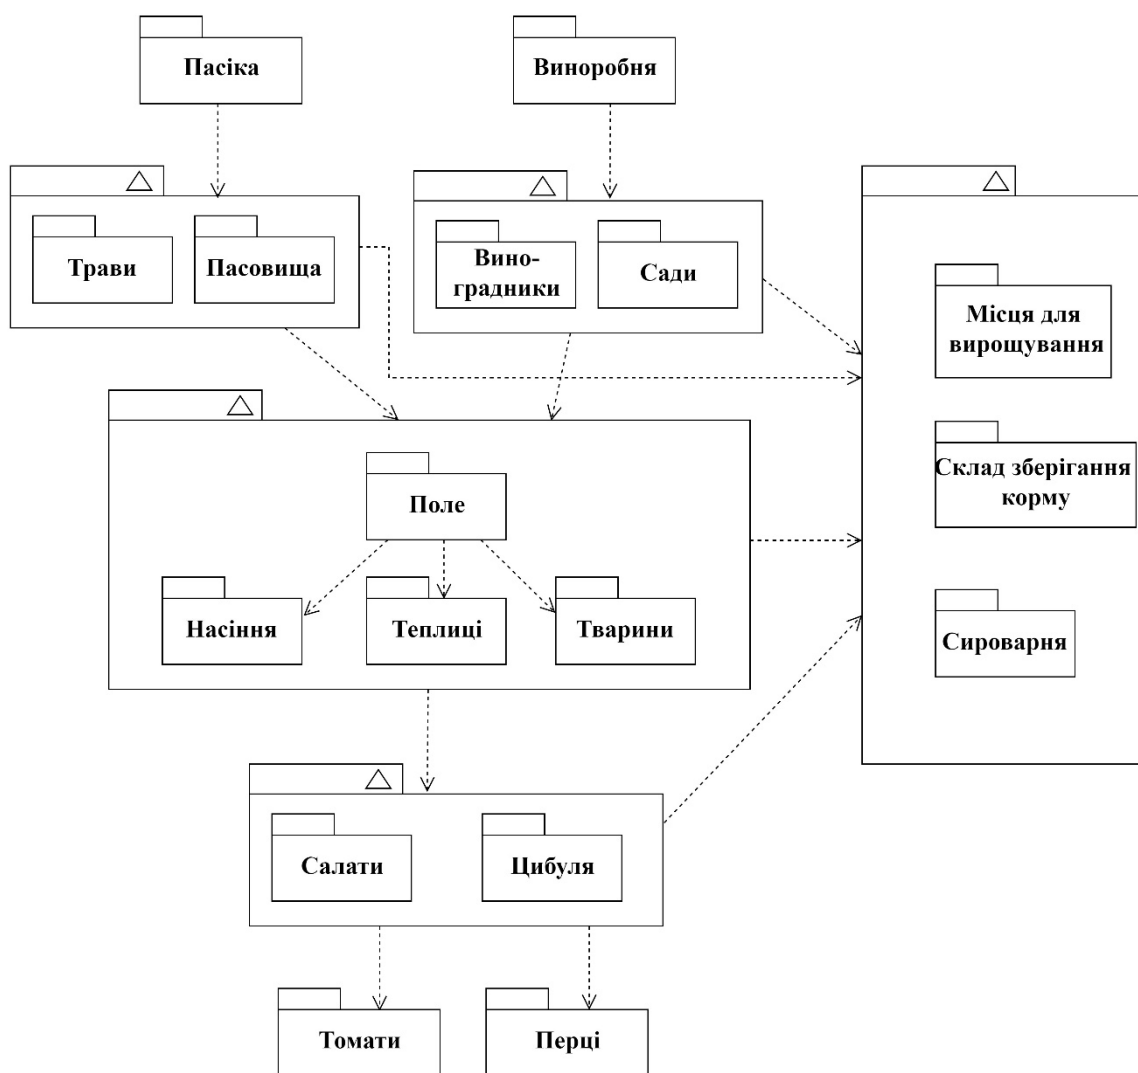 Пасіка
Виноробня
Трави
Пасовища
Вино-
градники
Сади
Місця для
вирощування
Склад зберігання
корму
Сироварня
Поле
Насіння
Теплиці
Тварини
Салати
Цибуля
Томати
Перці